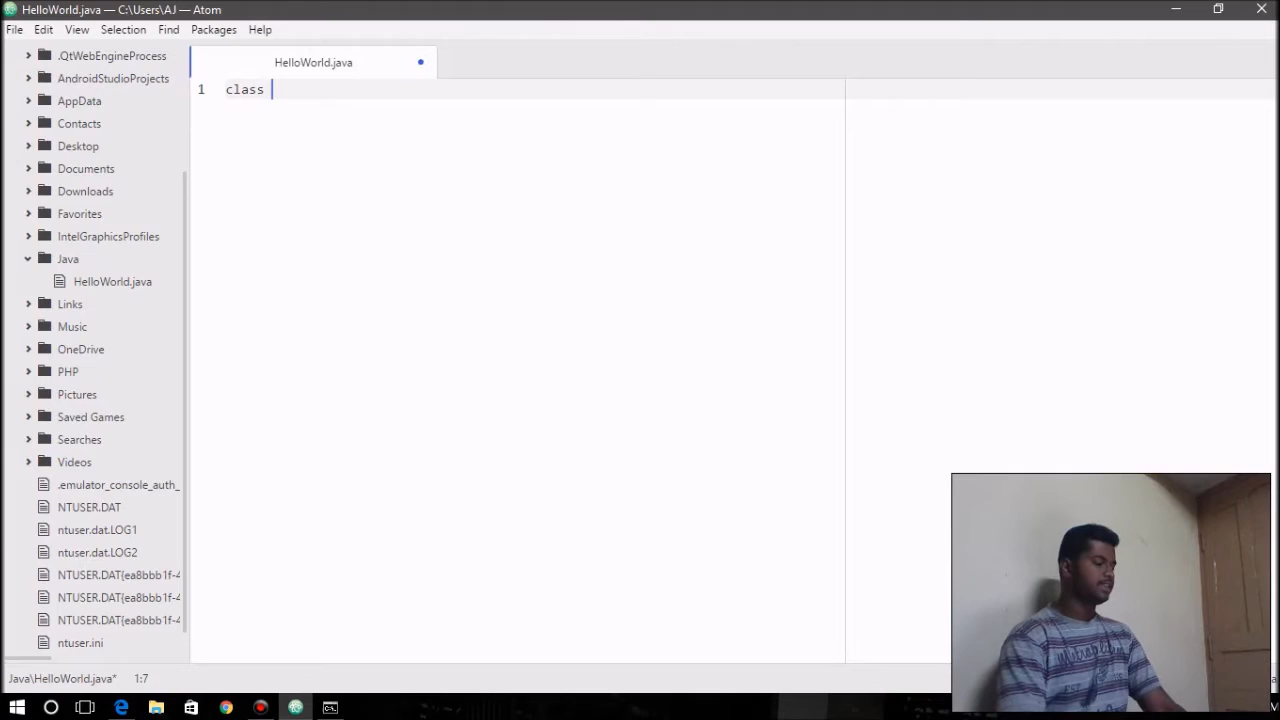 HelloWorld.java — C:\Users\AJ — Atom
File Edit View Selection Find Packages Help
.QtWebEngineProcess
AndroidStudioProjects
AppData
Contacts
Desktop
Documents
Downloads
Favorites
IntelGraphicsProfiles
Java
HelloWorld.java
Links
Music
OneDrive
PHP
Pictures
Saved Games
Searches
Videos
.emulator_console_auth_
NTUSER.DAT
ntuser.dat.LOG1
ntuser.dat.LOG2
NTUSER.DAT{ea8bbb1f-4
NTUSER.DAT{ea8bbb1f-4
NTUSER.DAT{ea8bbb1f-4
ntuser.ini
HelloWorld.java
1 class
Java\HelloWorld.java* 1:7